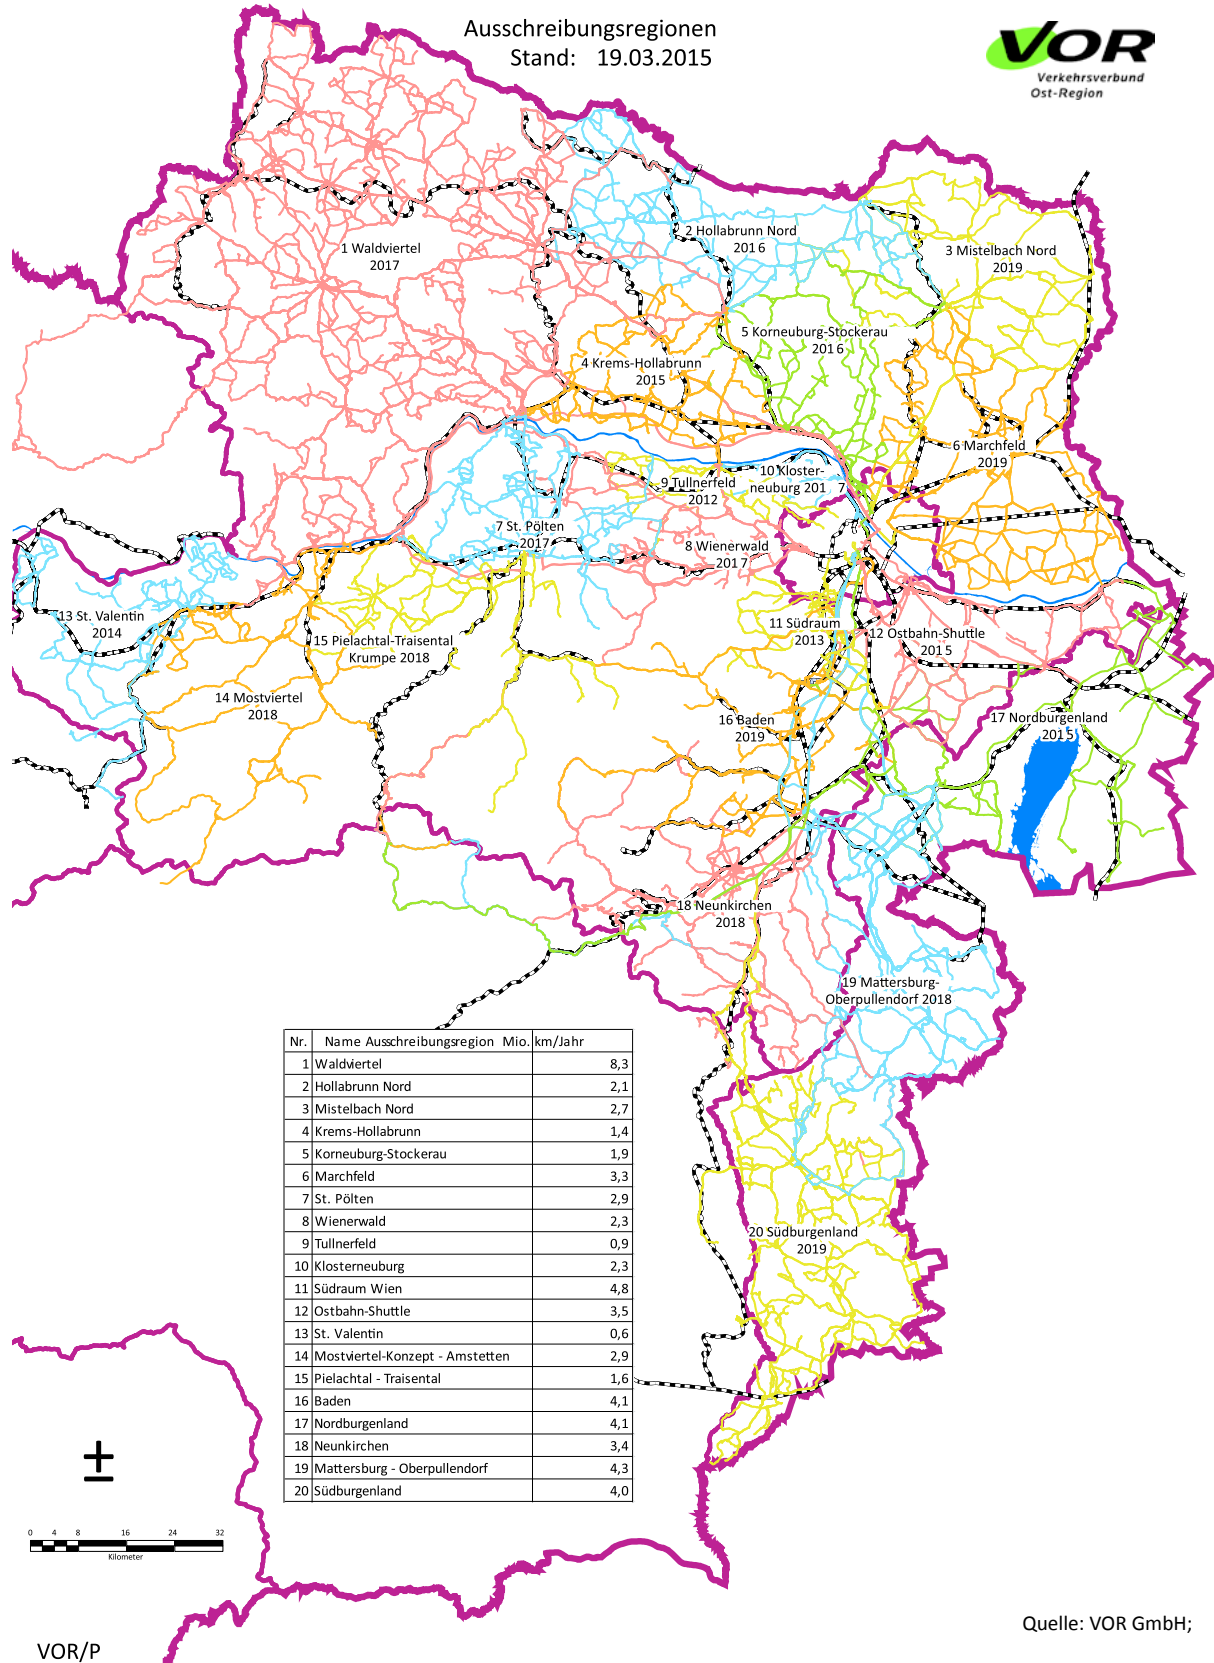 Ausschreibungsregionen
Stand: 19.03.2015
VOR
Verkehrsverbund
Ost-Region
1 Waldviertel
2017
2 Hollabrunn Nord
2016
3 Mistelbach Nord
2019
5 Korneuburg-Stockerau
2016
4 Krems-Hollabrunn
2015
6 Marchfeld
2019
10 Kloster-
neuburg 201 7
9 Tullnerfeld
2012
7 St. Pölten
2017
8 Wienerwald
2017
13 St. Valentin
2014
11 Südraum
2013
12 Ostbahn-Shuttle
2015
15 Pielachtal-Traisental
Krumpe 2018
14 Mostviertel
2018
16 Baden
2019
17 Nordburgenland
2015
18 Neunkirchen
2018
19 Mattersburg-
Oberpullendorf 2018
20 Südburgenland
2019
Nr. Name Ausschreibungsregion Mio. km/Jahr
1 Waldviertel 8,3
2 Hollabrunn Nord 2,1
3 Mistelbach Nord 2,7
4 Krems-Hollabrunn 1,4
5 Korneuburg-Stockerau 1,9
6 Marchfeld 3,3
7 St. Pölten 2,9
8 Wienerwald 2,3
9 Tullnerfeld 0,9
10 Klosterneuburg 2,3
11 Südraum Wien 4,8
12 Ostbahn-Shuttle 3,5
13 St. Valentin 0,6
14 Mostviertel-Konzept - Amstetten 2,9
15 Pielachtal - Traisental 1,6
16 Baden 4,1
17 Nordburgenland 4,1
18 Neunkirchen 3,4
19 Mattersburg - Oberpullendorf 4,3
20 Südburgenland 4,0
±
0 4 8 16 24 32
Kilometer
Quelle: VOR GmbH;
VOR/P